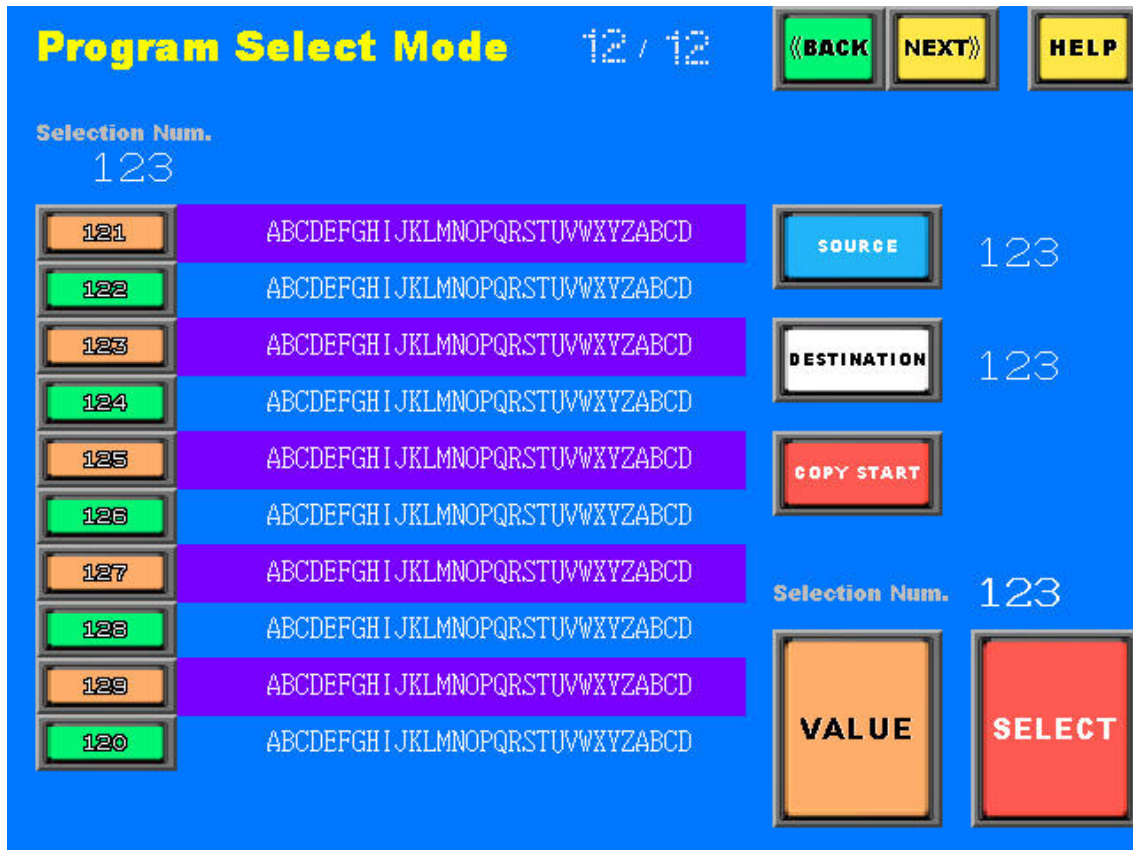 Program Select Mode 12 / 12 《BACK NEXT》 HELP
Selection Num.
123
121 ABCDEFGHIJKLMNOPQRSTUVWXYZABCD SOURCE 123
122 ABCDEFGHIJKLMNOPQRSTUVWXYZABCD
123 ABCDEFGHIJKLMNOPQRSTUVWXYZABCD DESTINATION 123
124 ABCDEFGHIJKLMNOPQRSTUVWXYZABCD
125 ABCDEFGHIJKLMNOPQRSTUVWXYZABCD COPY START
126 ABCDEFGHIJKLMNOPQRSTUVWXYZABCD
127 ABCDEFGHIJKLMNOPQRSTUVWXYZABCD Selection Num. 123
128 ABCDEFGHIJKLMNOPQRSTUVWXYZABCD
129 ABCDEFGHIJKLMNOPQRSTUVWXYZABCD
120 ABCDEFGHIJKLMNOPQRSTUVWXYZABCD VALUE SELECT